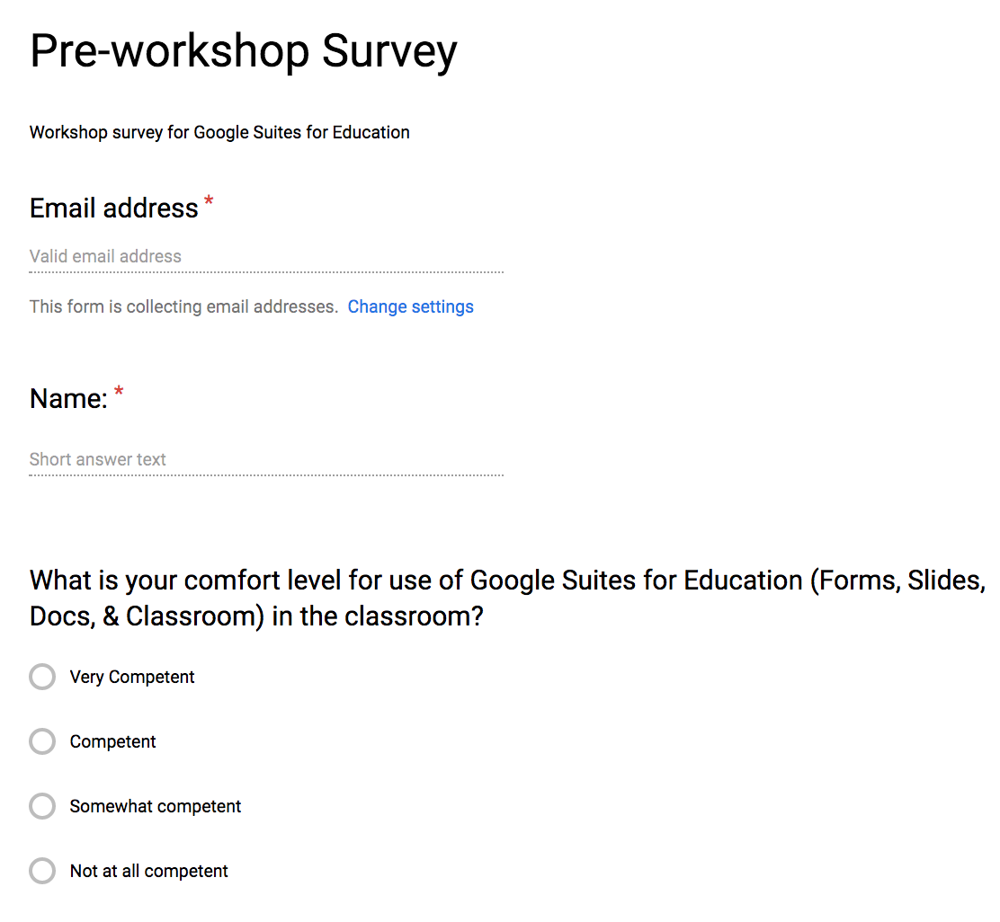 Pre-workshop Survey
Workshop survey for Google Suites for Education
Email address *
Valid email address
This form is collecting email addresses. Change settings
Name: *
Short answer text
What is your comfort level for use of Google Suites for Education (Forms, Slides,
Docs, & Classroom) in the classroom?
Very Competent
Competent
Somewhat competent
Not at all competent